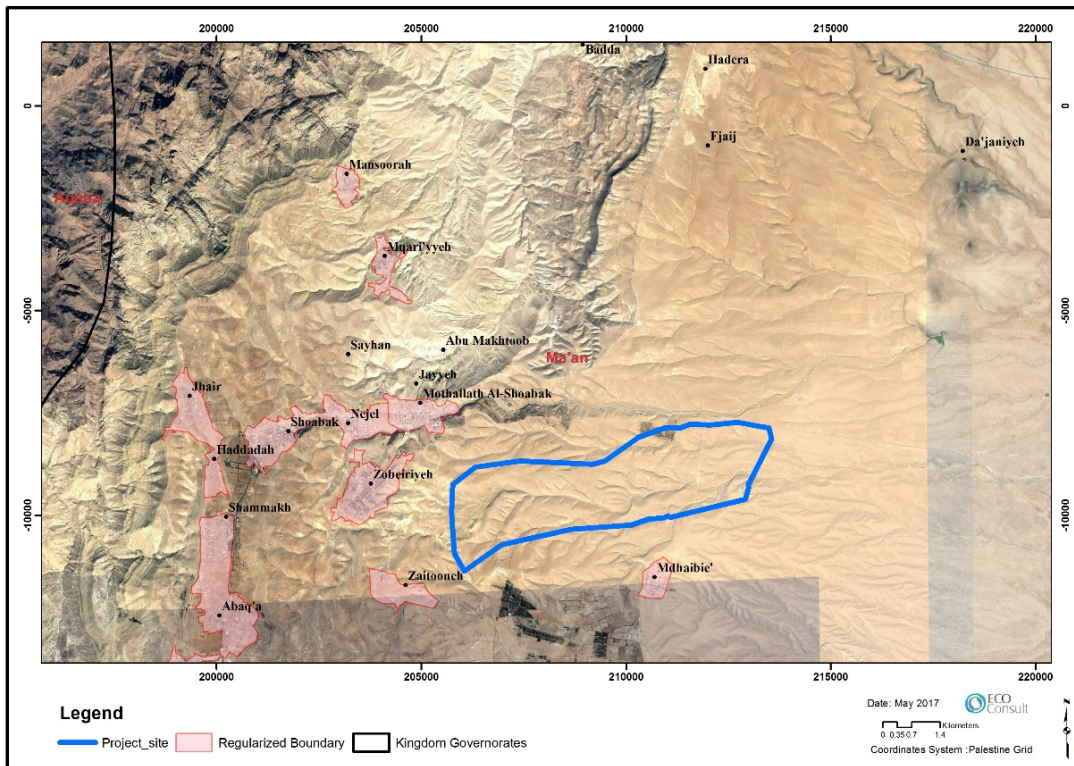 200000 205000 210000 215000 220000
Badda
Hadera
0 0
Fjaij
Da'janiyeh
Mansoorah
Aqaba
Mqari'yyeh
-5000 -5000
Sayhan
Abu Makhtoob
Ma'an
Jayyeh
Jhair
Mothallath Al-Shoabak
Nejel
Shoabak
Haddadah
Zobeiriyeh
-10000 -10000
Shammakh
Zaitooneh
Mdhaibie'
Abaq'a
200000 205000 210000 215000 220000
Legend
Project_site Regularized Boundary Kingdom Governorates
Date: May 2017
ECO
Consult
Kilometers
0 0.35 0.7 1.4
Coordinates System :Palestine Grid